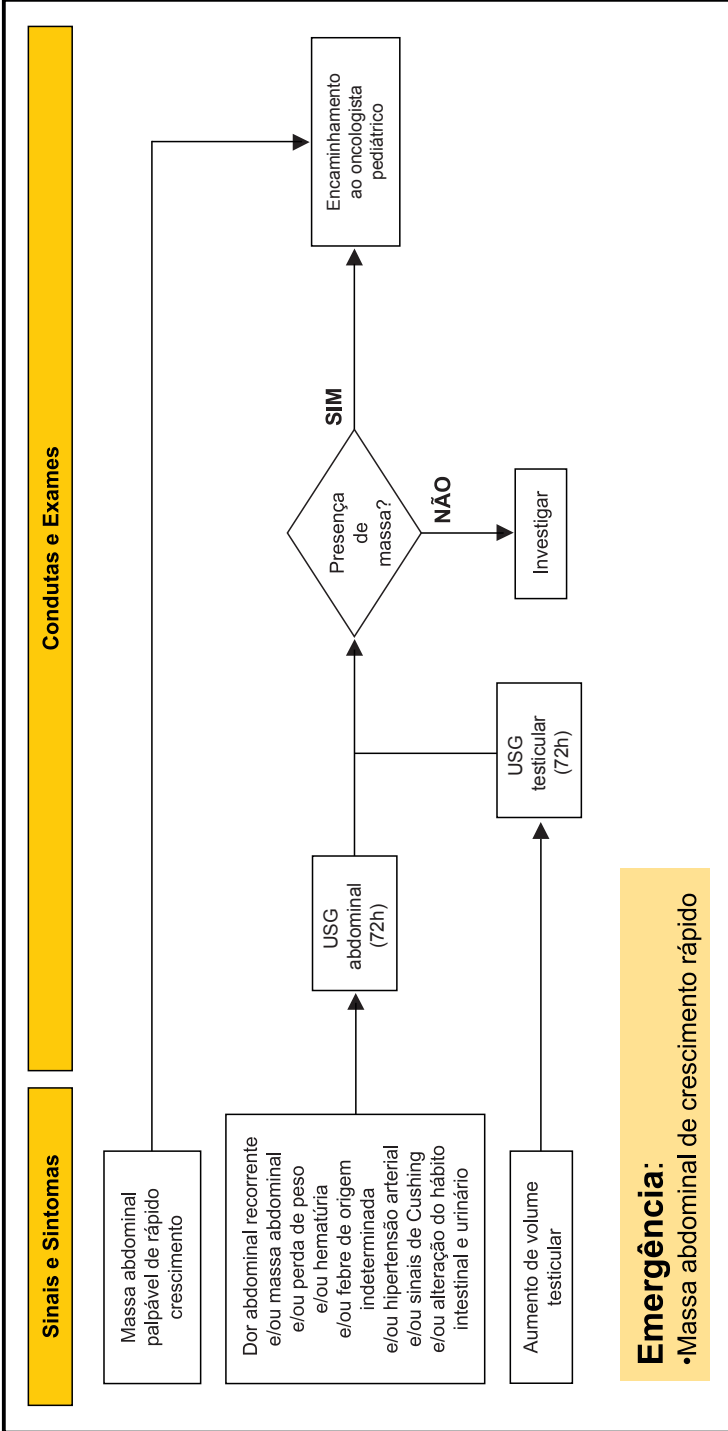 Sinais e Sintomas
Condutas e Exames
Massa abdominal
palpável de rápido
crescimento
Encaminhamento
ao oncologista
pediátrico
Dor abdominal recorrente
e/ou massa abdominal
e/ou perda de peso
e/ou hematúria
e/ou febre de origem
indeterminada
e/ou hipertensão arterial
e/ou sinais de Cushing
e/ou alteração do hábito
intestinal e urinário
USG
abdominal
(72h)
Presença
de
massa?
SIM
NÃO
Investigar
Aumento de volume
testicular
USG
testicular
(72h)
Emergência:
•Massa abdominal de crescimento rápido